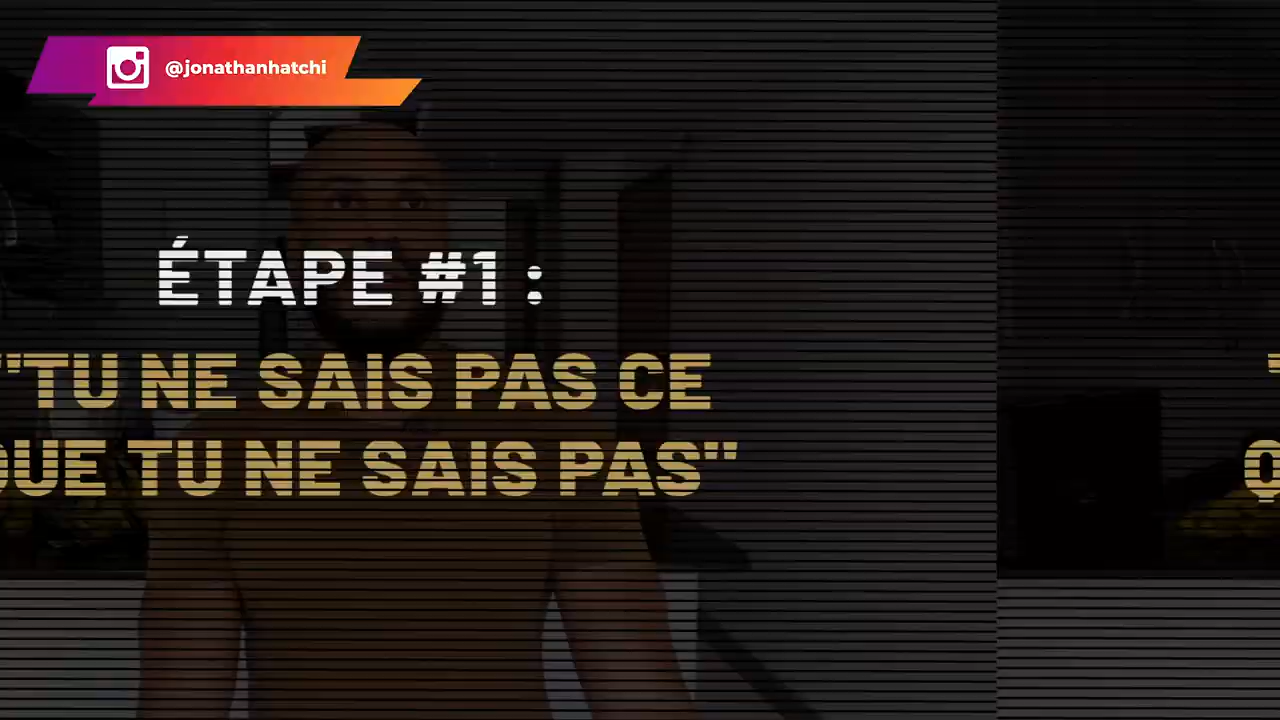 @jonathanhatchi
ÉTAPE #1 :
"TU NE SAIS PAS CE
QUE TU NE SAIS PAS"